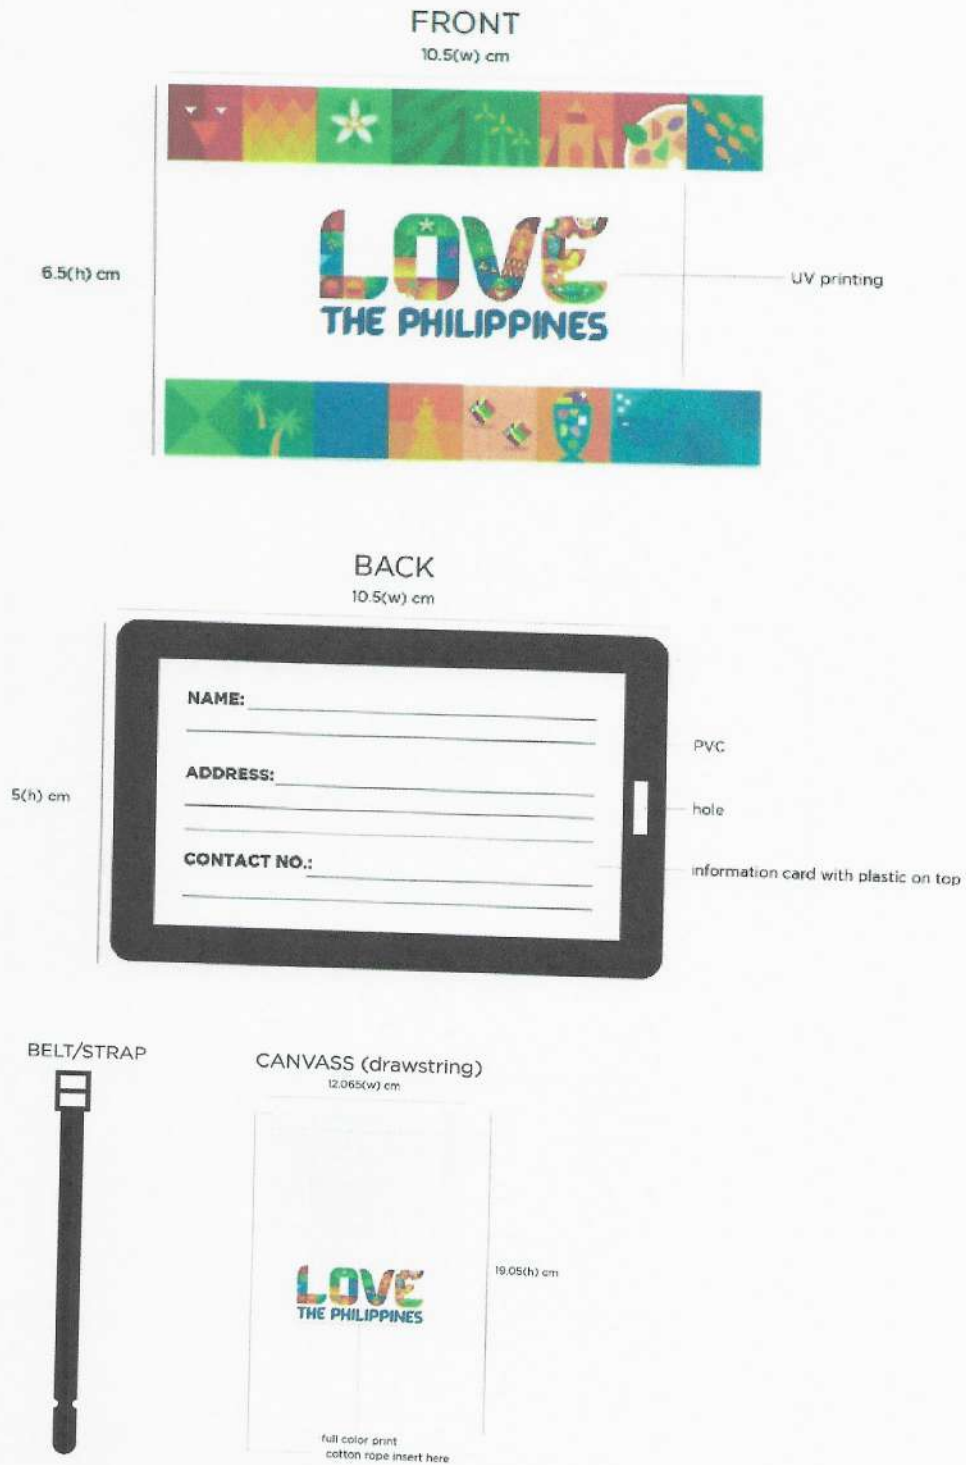 FRONT
10.5(w) cm
6.5(h) cm
LOVE
THE PHILIPPINES
UV printing
BACK
10.5(w) cm
NAME:
PVC
ADDRESS:
5(h) cm
hole
CONTACT NO.:
information card with plastic on top
BELT/STRAP
CANVASS (drawstring)
12.065(w) cm
19.05(h) cm
LOVE
THE PHILIPPINES
full color print
cotton rope insert here